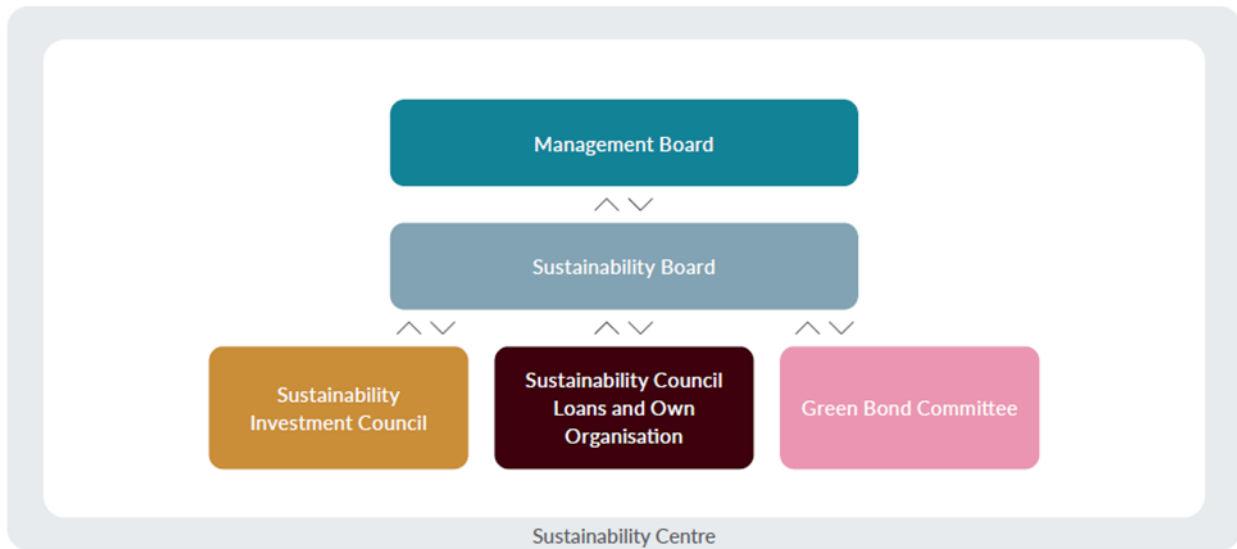 Management Board
Sustainability Board
Sustainability
Investment Council
Sustainability Council
Loans and Own
Organisation
Green Bond Committee
Sustainability Centre